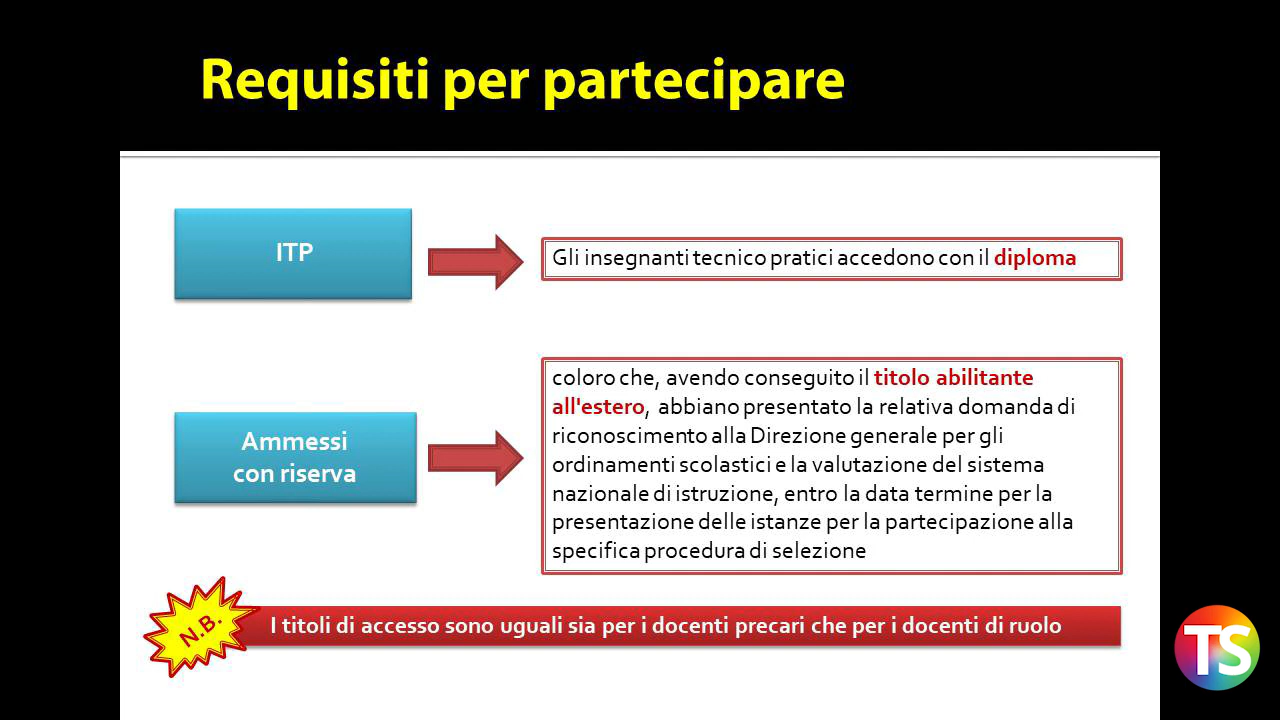 Requisiti per partecipare
ITP
Gli insegnanti tecnico pratici accedono con il diploma
Ammessi
con riserva
coloro che, avendo conseguito il titolo abilitante
all'estero, abbiano presentato la relativa domanda di
riconoscimento alla Direzione generale per gli
ordinamenti scolastici e la valutazione del sistema
nazionale di istruzione, entro la data termine per la
presentazione delle istanze per la partecipazione alla
specifica procedura di selezione
N.B.
I titoli di accesso sono uguali sia per i docenti precari che per i docenti di ruolo
TS